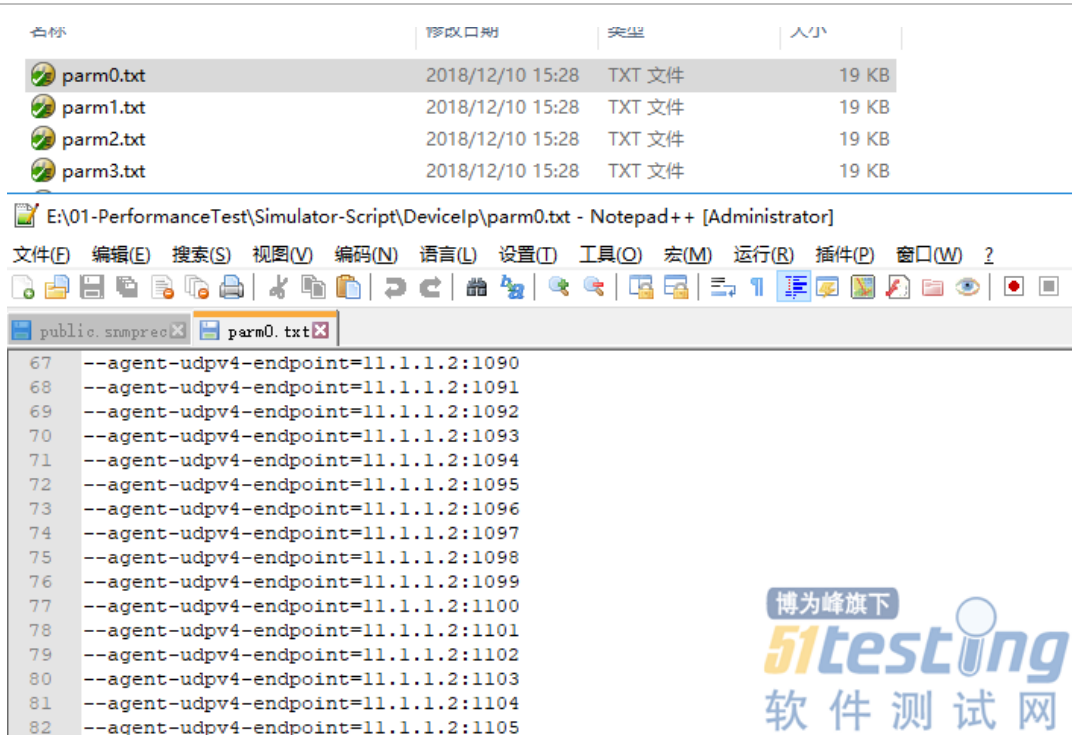 名称 修改日期 类型 大小
parm0.txt 2018/12/10 15:28 TXT 文件 19 KB
parm1.txt 2018/12/10 15:28 TXT 文件 19 KB
parm2.txt 2018/12/10 15:28 TXT 文件 19 KB
parm3.txt 2018/12/10 15:28 TXT 文件 19 KB
E:\01-PerformanceTest\Simulator-Script\DeviceIp\parm0.txt - Notepad++ [Administrator]
文件(F) 编辑(E) 搜索(S) 视图(V) 编码(N) 语言(L) 设置(T) 工具(O) 宏(M) 运行(R) 插件(P) 窗口(W) ?
public.snmprec parm0.txt
67 --agent-udpv4-endpoint=11.1.1.2:1090
68 --agent-udpv4-endpoint=11.1.1.2:1091
69 --agent-udpv4-endpoint=11.1.1.2:1092
70 --agent-udpv4-endpoint=11.1.1.2:1093
71 --agent-udpv4-endpoint=11.1.1.2:1094
72 --agent-udpv4-endpoint=11.1.1.2:1095
73 --agent-udpv4-endpoint=11.1.1.2:1096
74 --agent-udpv4-endpoint=11.1.1.2:1097
75 --agent-udpv4-endpoint=11.1.1.2:1098
76 --agent-udpv4-endpoint=11.1.1.2:1099
77 --agent-udpv4-endpoint=11.1.1.2:1100
78 --agent-udpv4-endpoint=11.1.1.2:1101
79 --agent-udpv4-endpoint=11.1.1.2:1102
80 --agent-udpv4-endpoint=11.1.1.2:1103
81 --agent-udpv4-endpoint=11.1.1.2:1104
82 --agent-udpv4-endpoint=11.1.1.2:1105
博为峰旗下
51testing
软件测试网